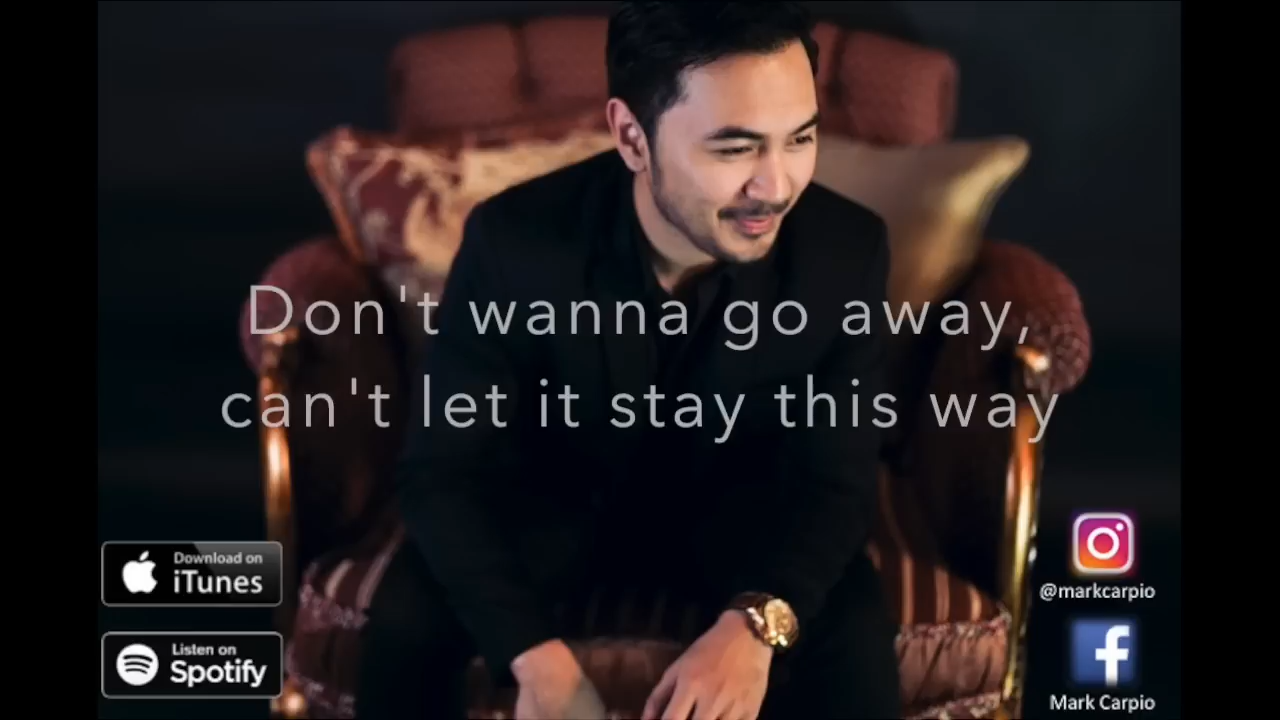 Don't wanna go away,
can't let it stay this way
Download on
iTunes
Listen on
Spotify
@markcarpio
Mark Carpio